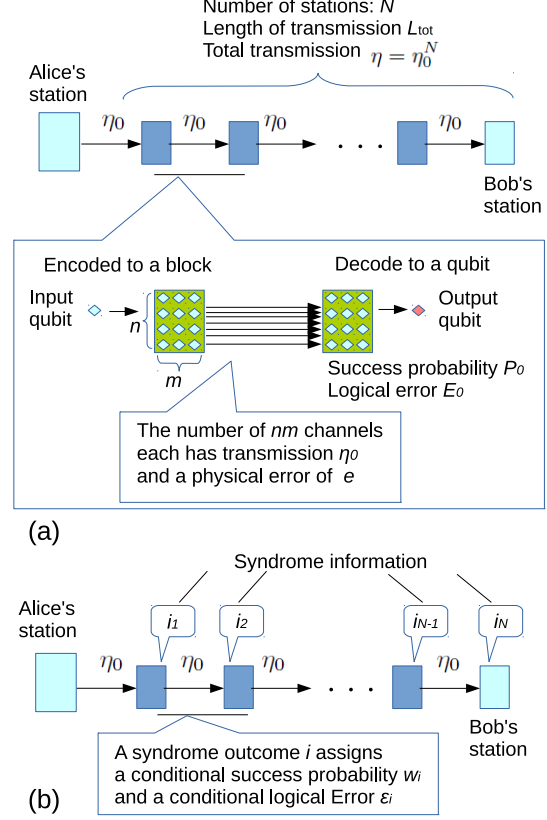 Number of stations: N
Length of transmission Ltot
Total transmission η = η₀ᴺ
Alice's
station
η₀ η₀ η₀ . . . η₀
Bob's
station
Encoded to a block
Decode to a qubit
Input
qubit
n
m
Output
qubit
Success probability P₀
Logical error E₀
The number of nm channels
each has transmission η₀
and a physical error of e
(a)
Syndrome information
Alice's
station
i₁ i₂ iN-1 iN
η₀ η₀ η₀ . . . η₀
Bob's
station
A syndrome outcome i assigns
a conditional success probability wᵢ
and a conditional logical Error εᵢ
(b)